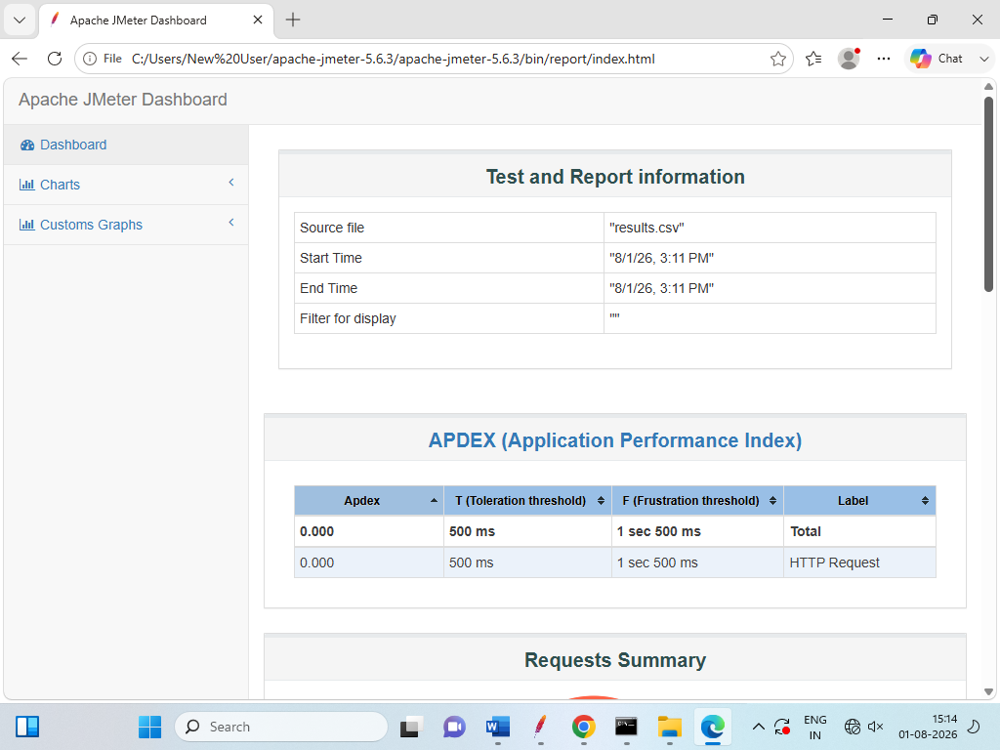 Apache JMeter Dashboard
File C:/Users/New%20User/apache-jmeter-5.6.3/apache-jmeter-5.6.3/bin/report/index.html
Chat
Apache JMeter Dashboard
Dashboard
Charts
Customs Graphs
Test and Report information
Source file "results.csv"
Start Time "8/1/26, 3:11 PM"
End Time "8/1/26, 3:11 PM"
Filter for display ""
APDEX (Application Performance Index)
Apdex T (Toleration threshold) F (Frustration threshold) Label
0.000 500 ms 1 sec 500 ms Total
0.000 500 ms 1 sec 500 ms HTTP Request
Requests Summary
Search
ENG
IN
15:14
01-08-2026